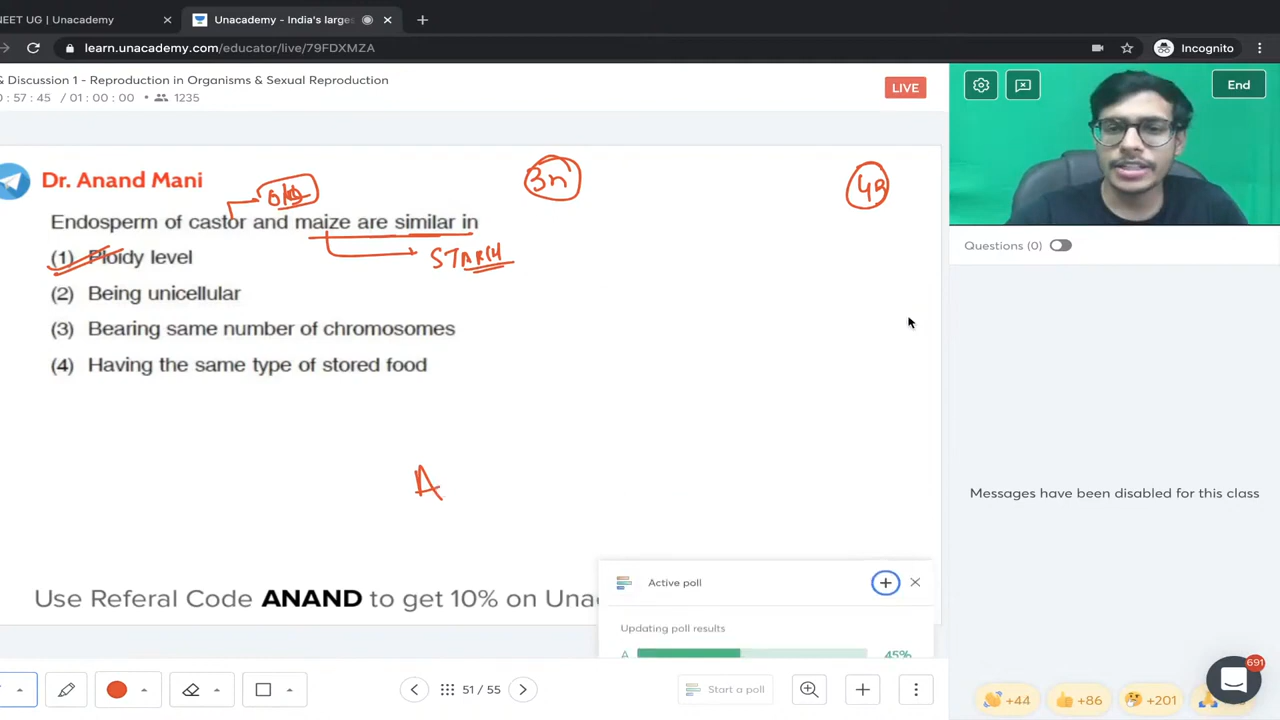 NEET UG | Unacademy
Unacademy - India's larges
learn.unacademy.com/educator/live/79FDXMZA
Incognito
& Discussion 1 - Reproduction in Organisms & Sexual Reproduction
0 : 57 : 45 / 01 : 00 : 00 • 1235
LIVE
End
Dr. Anand Mani
3n
Endosperm of castor and maize are similar in
(1) Ploidy level
STARCH
(2) Being unicellular
(3) Bearing same number of chromosomes
(4) Having the same type of stored food
A
Use Referal Code ANAND to get 10% on Una
Active poll
Updating poll results
A 45%
Questions (0)
Messages have been disabled for this class
51 / 55
Start a poll
691
+44
+86
+201